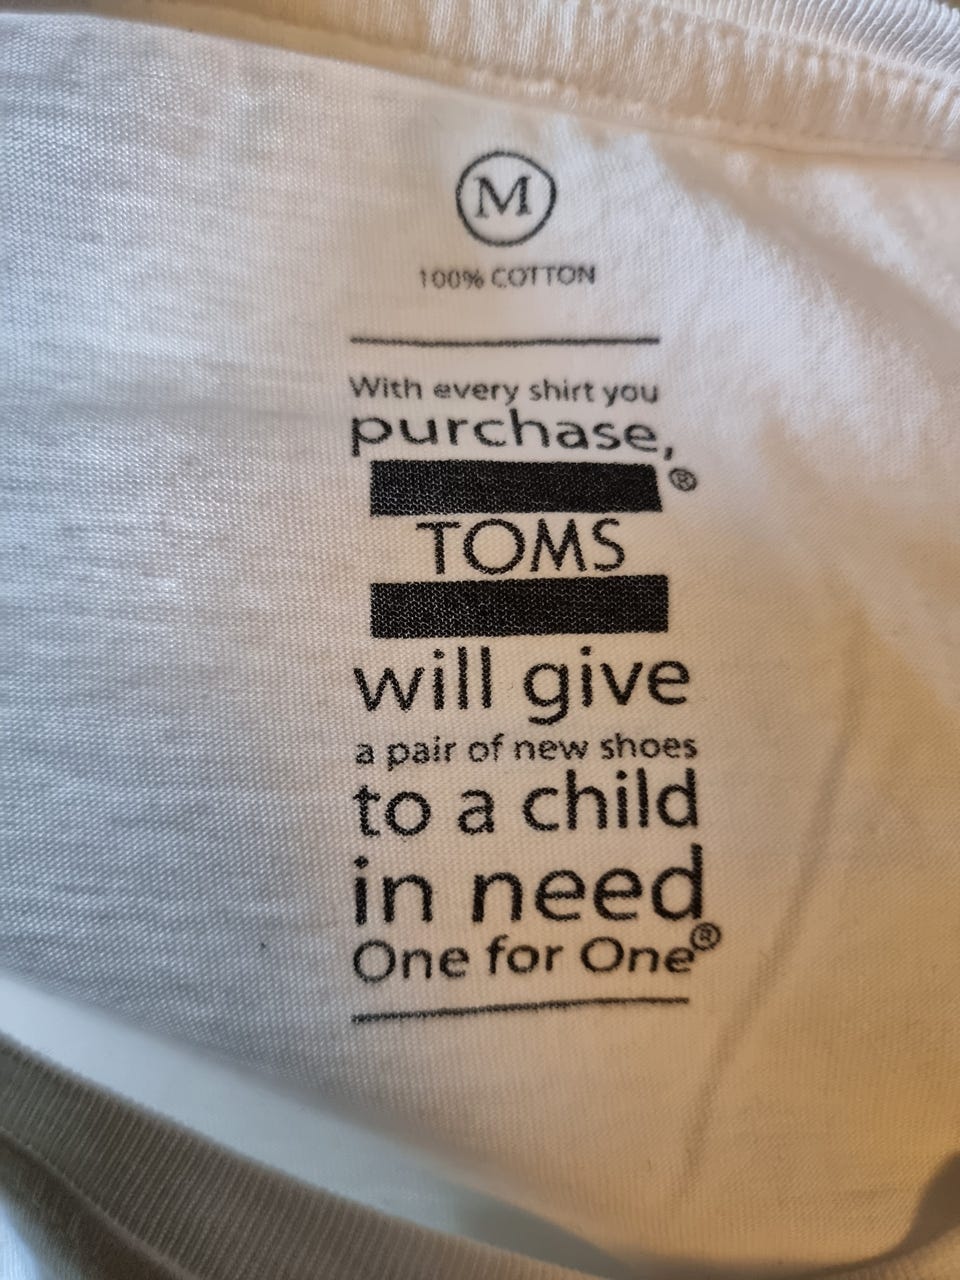 M
100% COTTON
With every shirt you
purchase,
®
TOMS
will give
a pair of new shoes
to a child
in need
One for One®